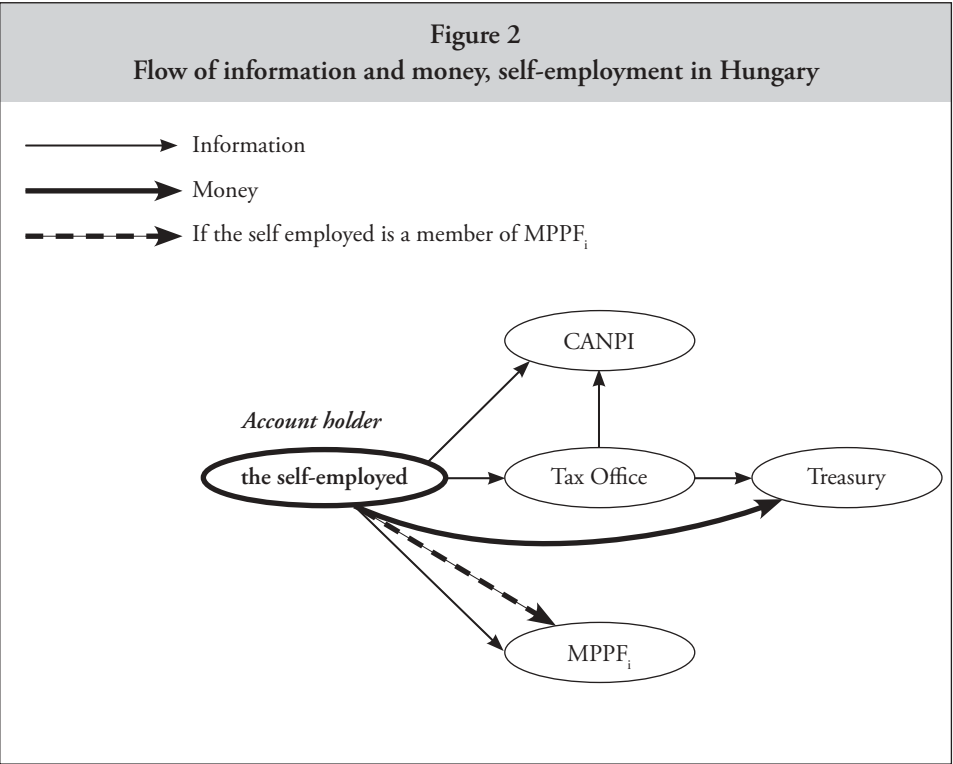 Figure 2
Flow of information and money, self-employment in Hungary
Information
Money
If the self employed is a member of MPPFi
CANPI
Account holder
the self-employed
Tax Office
Treasury
MPPFi